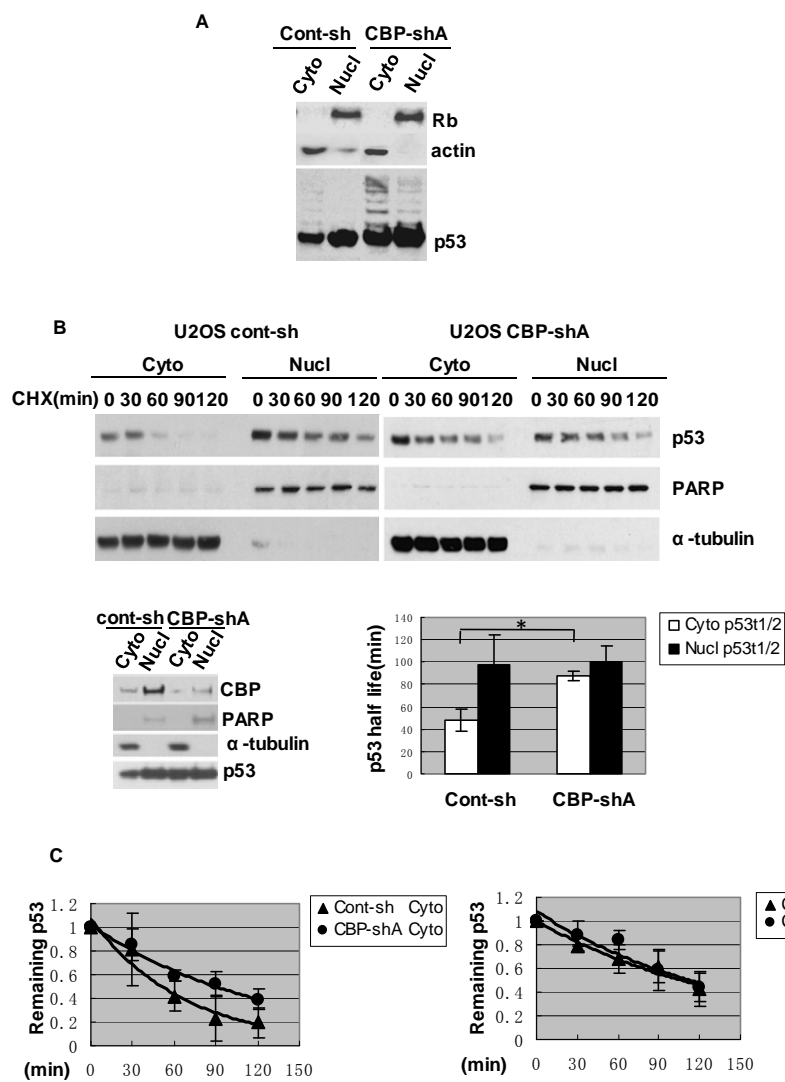 A
Cont-sh CBP-shA
Cyto Nucl Cyto Nucl
Rb
actin
p53
B
U2OS cont-sh U2OS CBP-shA
Cyto Nucl Cyto Nucl
CHX(min) 0 30 60 90 120 0 30 60 90 120 0 30 60 90 120 0 30 60 90 120
p53
PARP
α-tubulin
cont-sh CBP-shA
Cyto Nucl Cyto Nucl
CBP
PARP
α-tubulin
p53
p53 half life(min)
140
120
100
80
60
40
20
0
*
Cont-sh CBP-shA
Cyto p53t1/2
Nucl p53t1/2
C
Remaining p53
1.2
1
0.8
0.6
0.4
0.2
0
(min) 0 30 60 90 120 150
Cont-sh Cyto
CBP-shA Cyto
Remaining p53
1.2
1
0.8
0.6
0.4
0.2
0
(min) 0 30 60 90 120 150